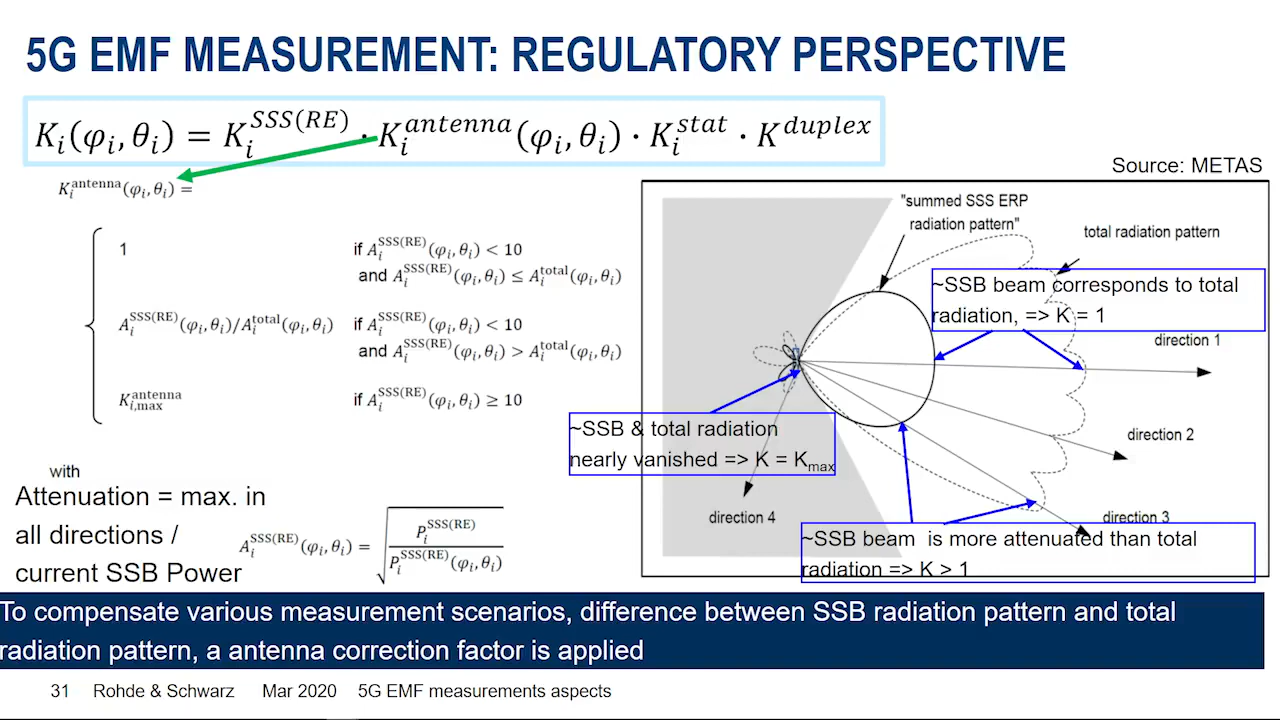 5G EMF MEASUREMENT: REGULATORY PERSPECTIVE
K_i(φ_i, θ_i) = K_i^{SSS(RE)} · K_i^{antenna}(φ_i, θ_i) · K_i^{stat} · K^{duplex}
Source: METAS
K_i^{antenna}(φ_i, θ_i) =
1 if A_i^{SSS(RE)}(φ_i, θ_i) < 10
and A_i^{SSS(RE)}(φ_i, θ_i) ≤ A_i^{total}(φ_i, θ_i)
A_i^{SSS(RE)}(φ_i, θ_i)/A_i^{total}(φ_i, θ_i) if A_i^{SSS(RE)}(φ_i, θ_i) < 10
and A_i^{SSS(RE)}(φ_i, θ_i) > A_i^{total}(φ_i, θ_i)
K_{i,max}^{antenna} if A_i^{SSS(RE)}(φ_i, θ_i) ≥ 10
with
Attenuation = max. in
all directions /
current SSB Power
A_i^{SSS(RE)}(φ_i, θ_i) = √(P_i^{SSS(RE)} / P_i^{SSS(RE)}(φ_i, θ_i))
"summed SSS ERP
radiation pattern"
total radiation pattern
~SSB beam corresponds to total
radiation, => K = 1
direction 1
~SSB & total radiation
nearly vanished => K = K_{max}
direction 2
direction 4
direction 3
~SSB beam is more attenuated than total
radiation => K > 1
To compensate various measurement scenarios, difference between SSB radiation pattern and total
radiation pattern, a antenna correction factor is applied
31 Rohde & Schwarz Mar 2020 5G EMF measurements aspects